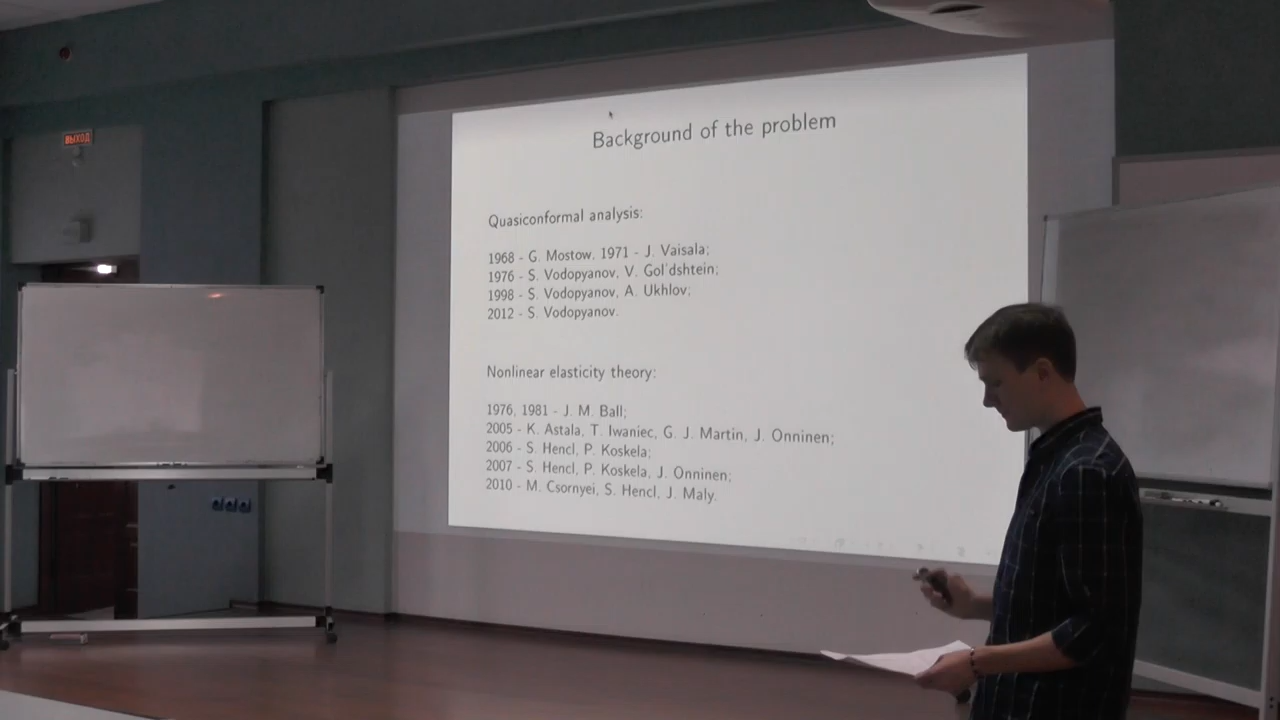 ВЫХОД
Background of the problem
Quasiconformal analysis:
1968 - G. Mostow, 1971 - J. Vaisala;
1976 - S. Vodopyanov, V. Gol'dshtein;
1998 - S. Vodopyanov, A. Ukhlov;
2012 - S. Vodopyanov.
Nonlinear elasticity theory:
1976, 1981 - J. M. Ball;
2005 - K. Astala, T. Iwaniec, G. J. Martin, J. Onninen;
2006 - S. Hencl, P. Koskela;
2007 - S. Hencl, P. Koskela, J. Onninen;
2010 - M. Csornyei, S. Hencl, J. Maly.